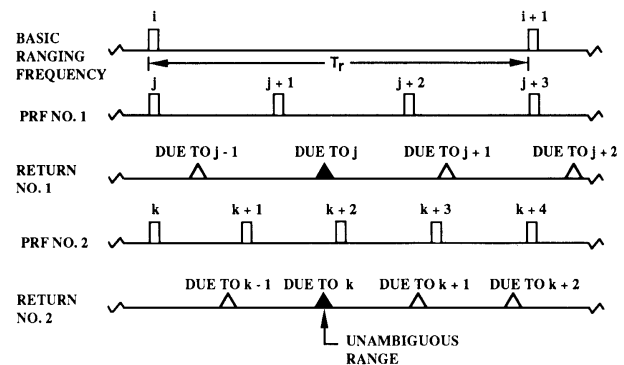 i i + 1
BASIC
RANGING
FREQUENCY
Tr
j j + 1 j + 2 j + 3
PRF NO. 1
DUE TO j - 1 DUE TO j DUE TO j + 1 DUE TO j + 2
RETURN
NO. 1
k k + 1 k + 2 k + 3 k + 4
PRF NO. 2
DUE TO k - 1 DUE TO k DUE TO k + 1 DUE TO k + 2
RETURN
NO. 2
UNAMBIGUOUS
RANGE